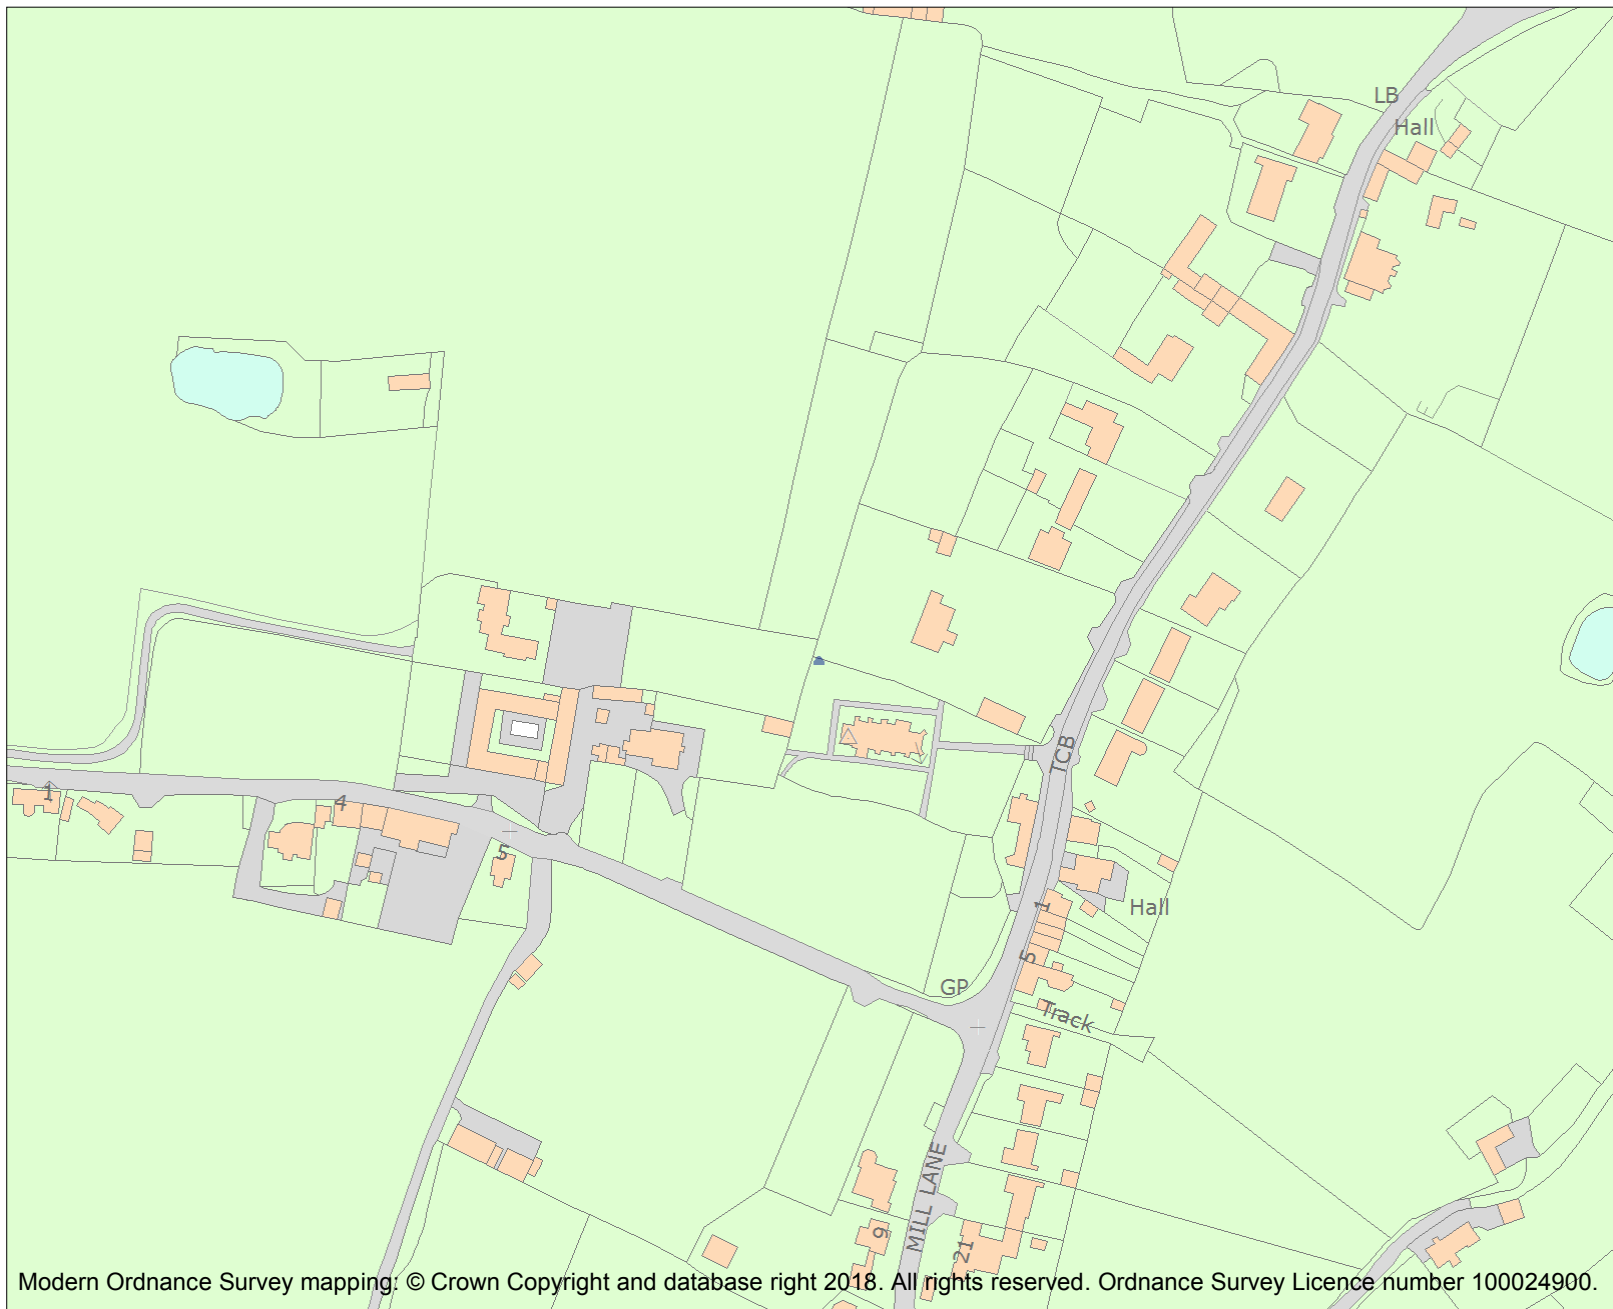 LB
Hall
TCB
1
4
5
1
Hall
5
GP
Track
MILL LANE
9
21
Modern Ordnance Survey mapping: © Crown Copyright and database right 2018. All rights reserved. Ordnance Survey Licence number 100024900.